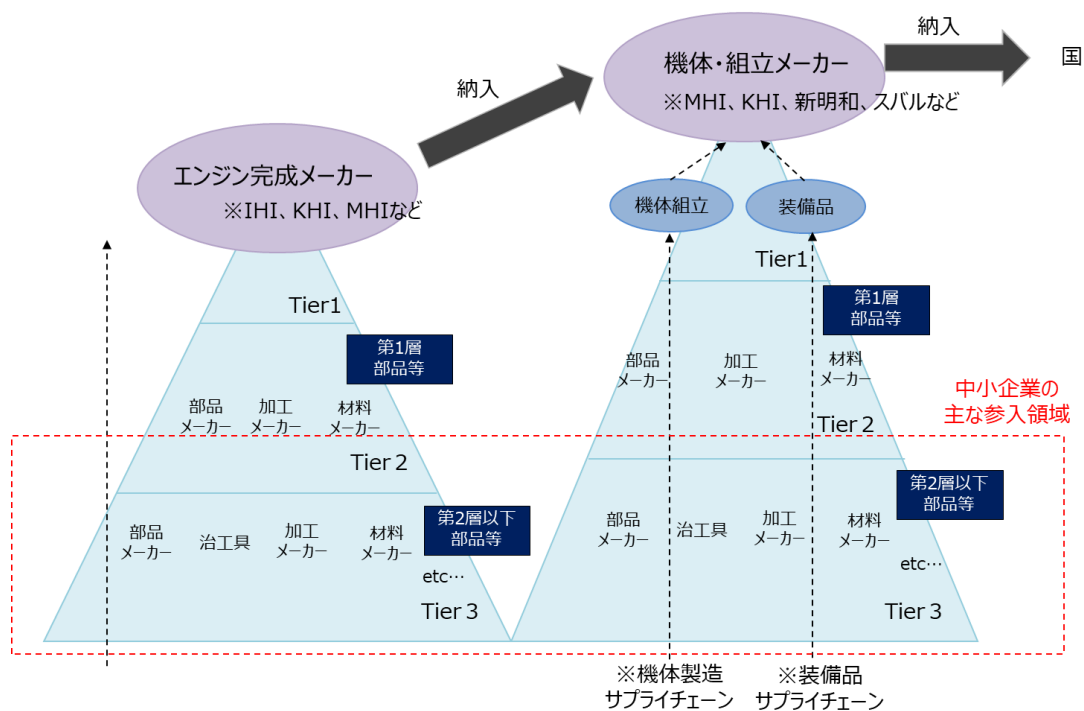 納入
国
機体・組立メーカー
※MHI、KHI、新明和、スバルなど
納入
エンジン完成メーカー
※IHI、KHI、MHIなど
機体組立
装備品
Tier1
Tier1
第1層
部品等
第1層
部品等
部品
メーカー
加工
メーカー
材料
メーカー
部品
メーカー
加工
メーカー
材料
メーカー
中小企業の
主な参入領域
Tier 2
Tier 2
第2層以下
部品等
第2層以下
部品等
部品
メーカー
治工具
加工
メーカー
材料
メーカー
etc…
Tier 3
部品
メーカー
治工具
加工
メーカー
材料
メーカー
etc…
Tier 3
※機体製造
サプライチェーン
※装備品
サプライチェーン